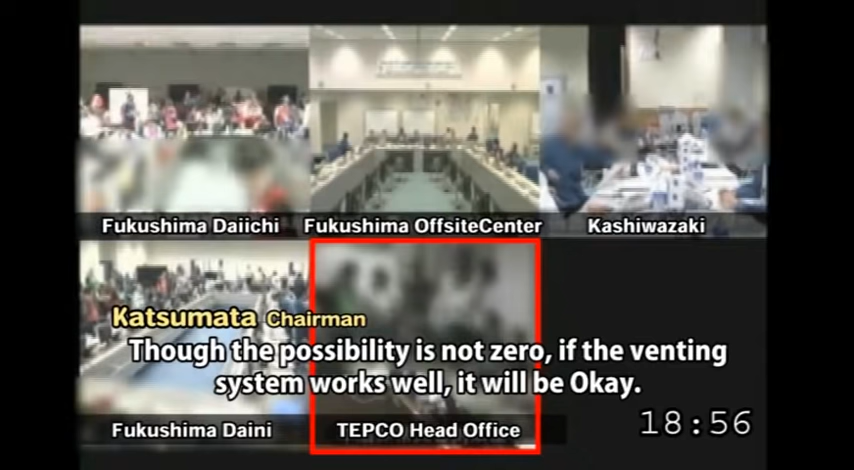 Fukushima Daiichi
Fukushima OffsiteCenter
Kashiwazaki
Katsumata Chairman
Though the possibility is not zero, if the venting
system works well, it will be Okay.
Fukushima Daini
TEPCO Head Office
18:56